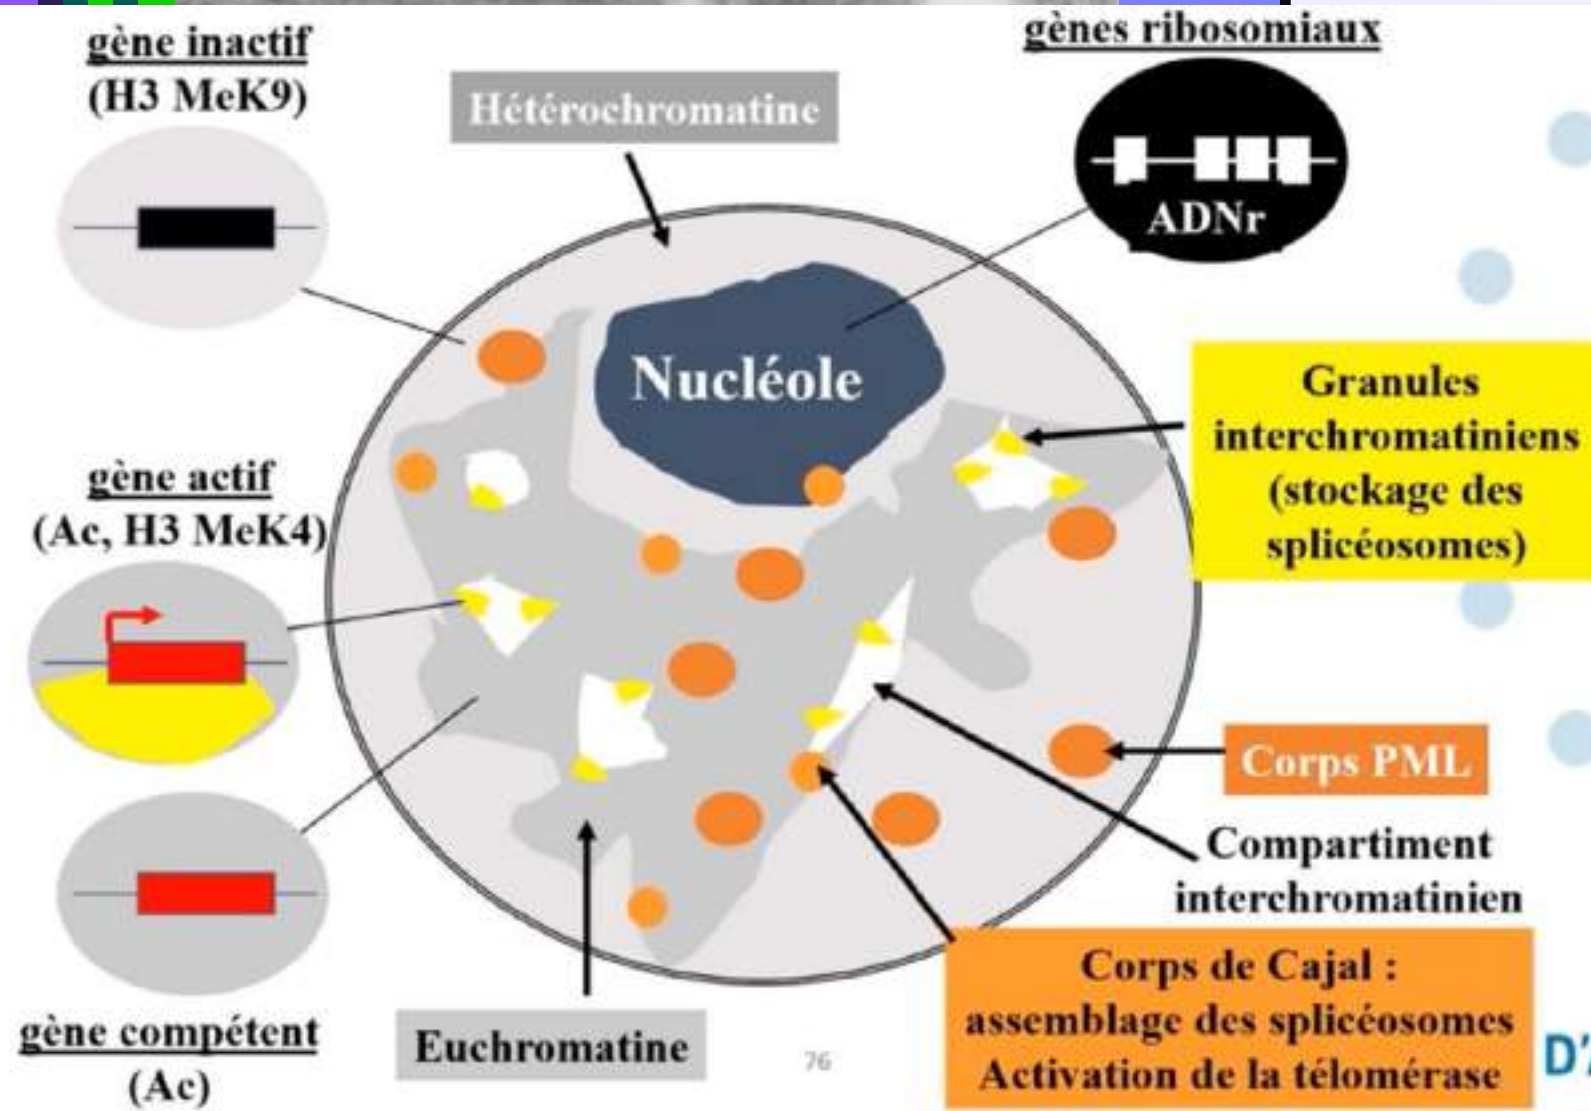 gène inactif
(H3 MeK9)
Hétérochromatine
gènes ribosomiaux
ADNr
Nucléole
Granules
interchromatiniens
(stockage des
splicéosomes)
gène actif
(Ac, H3 MeK4)
Corps PML
Compartiment
interchromatinien
Corps de Cajal :
assemblage des splicéosomes
Activation de la télomérase
gène compétent
(Ac)
Euchromatine
76